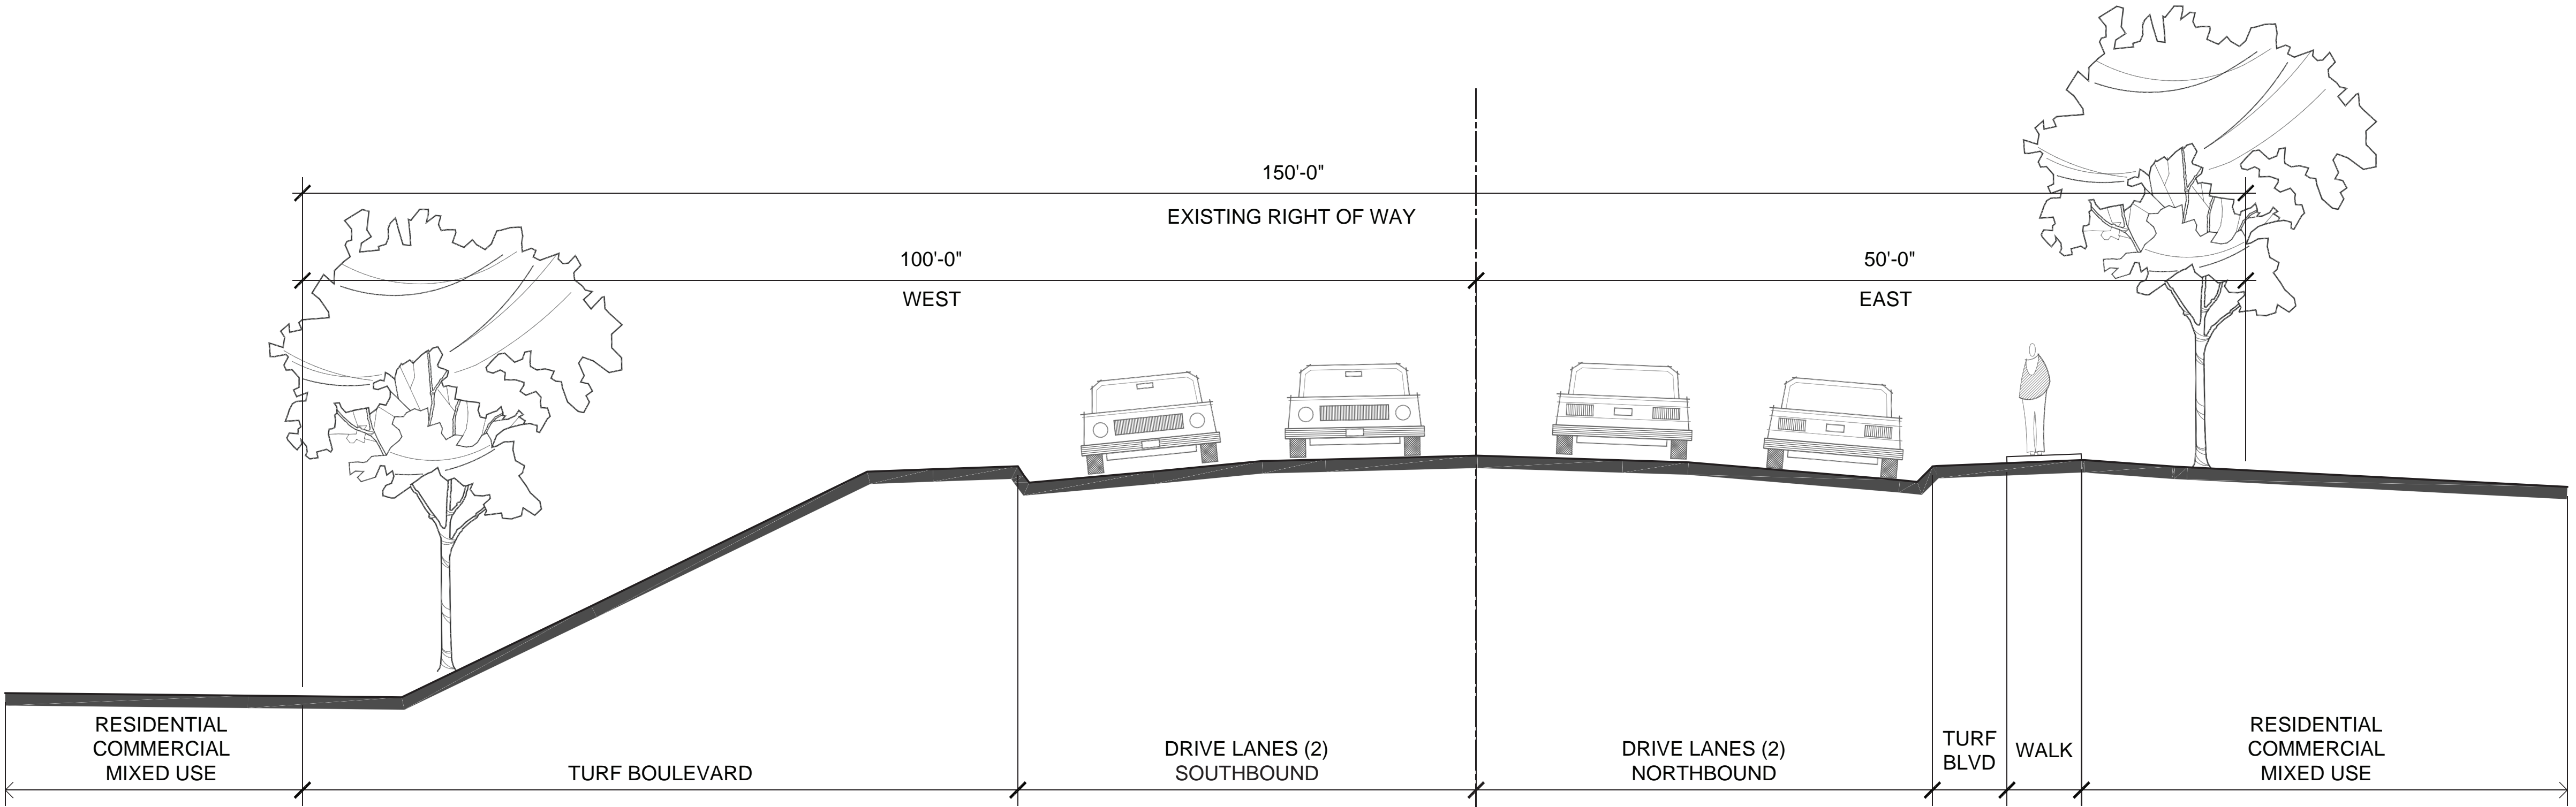 150'-0"
EXISTING RIGHT OF WAY
100'-0"
50'-0"
WEST
EAST
RESIDENTIAL
COMMERCIAL
MIXED USE
TURF BOULEVARD
DRIVE LANES (2)
SOUTHBOUND
DRIVE LANES (2)
NORTHBOUND
TURF
BLVD
WALK
RESIDENTIAL
COMMERCIAL
MIXED USE